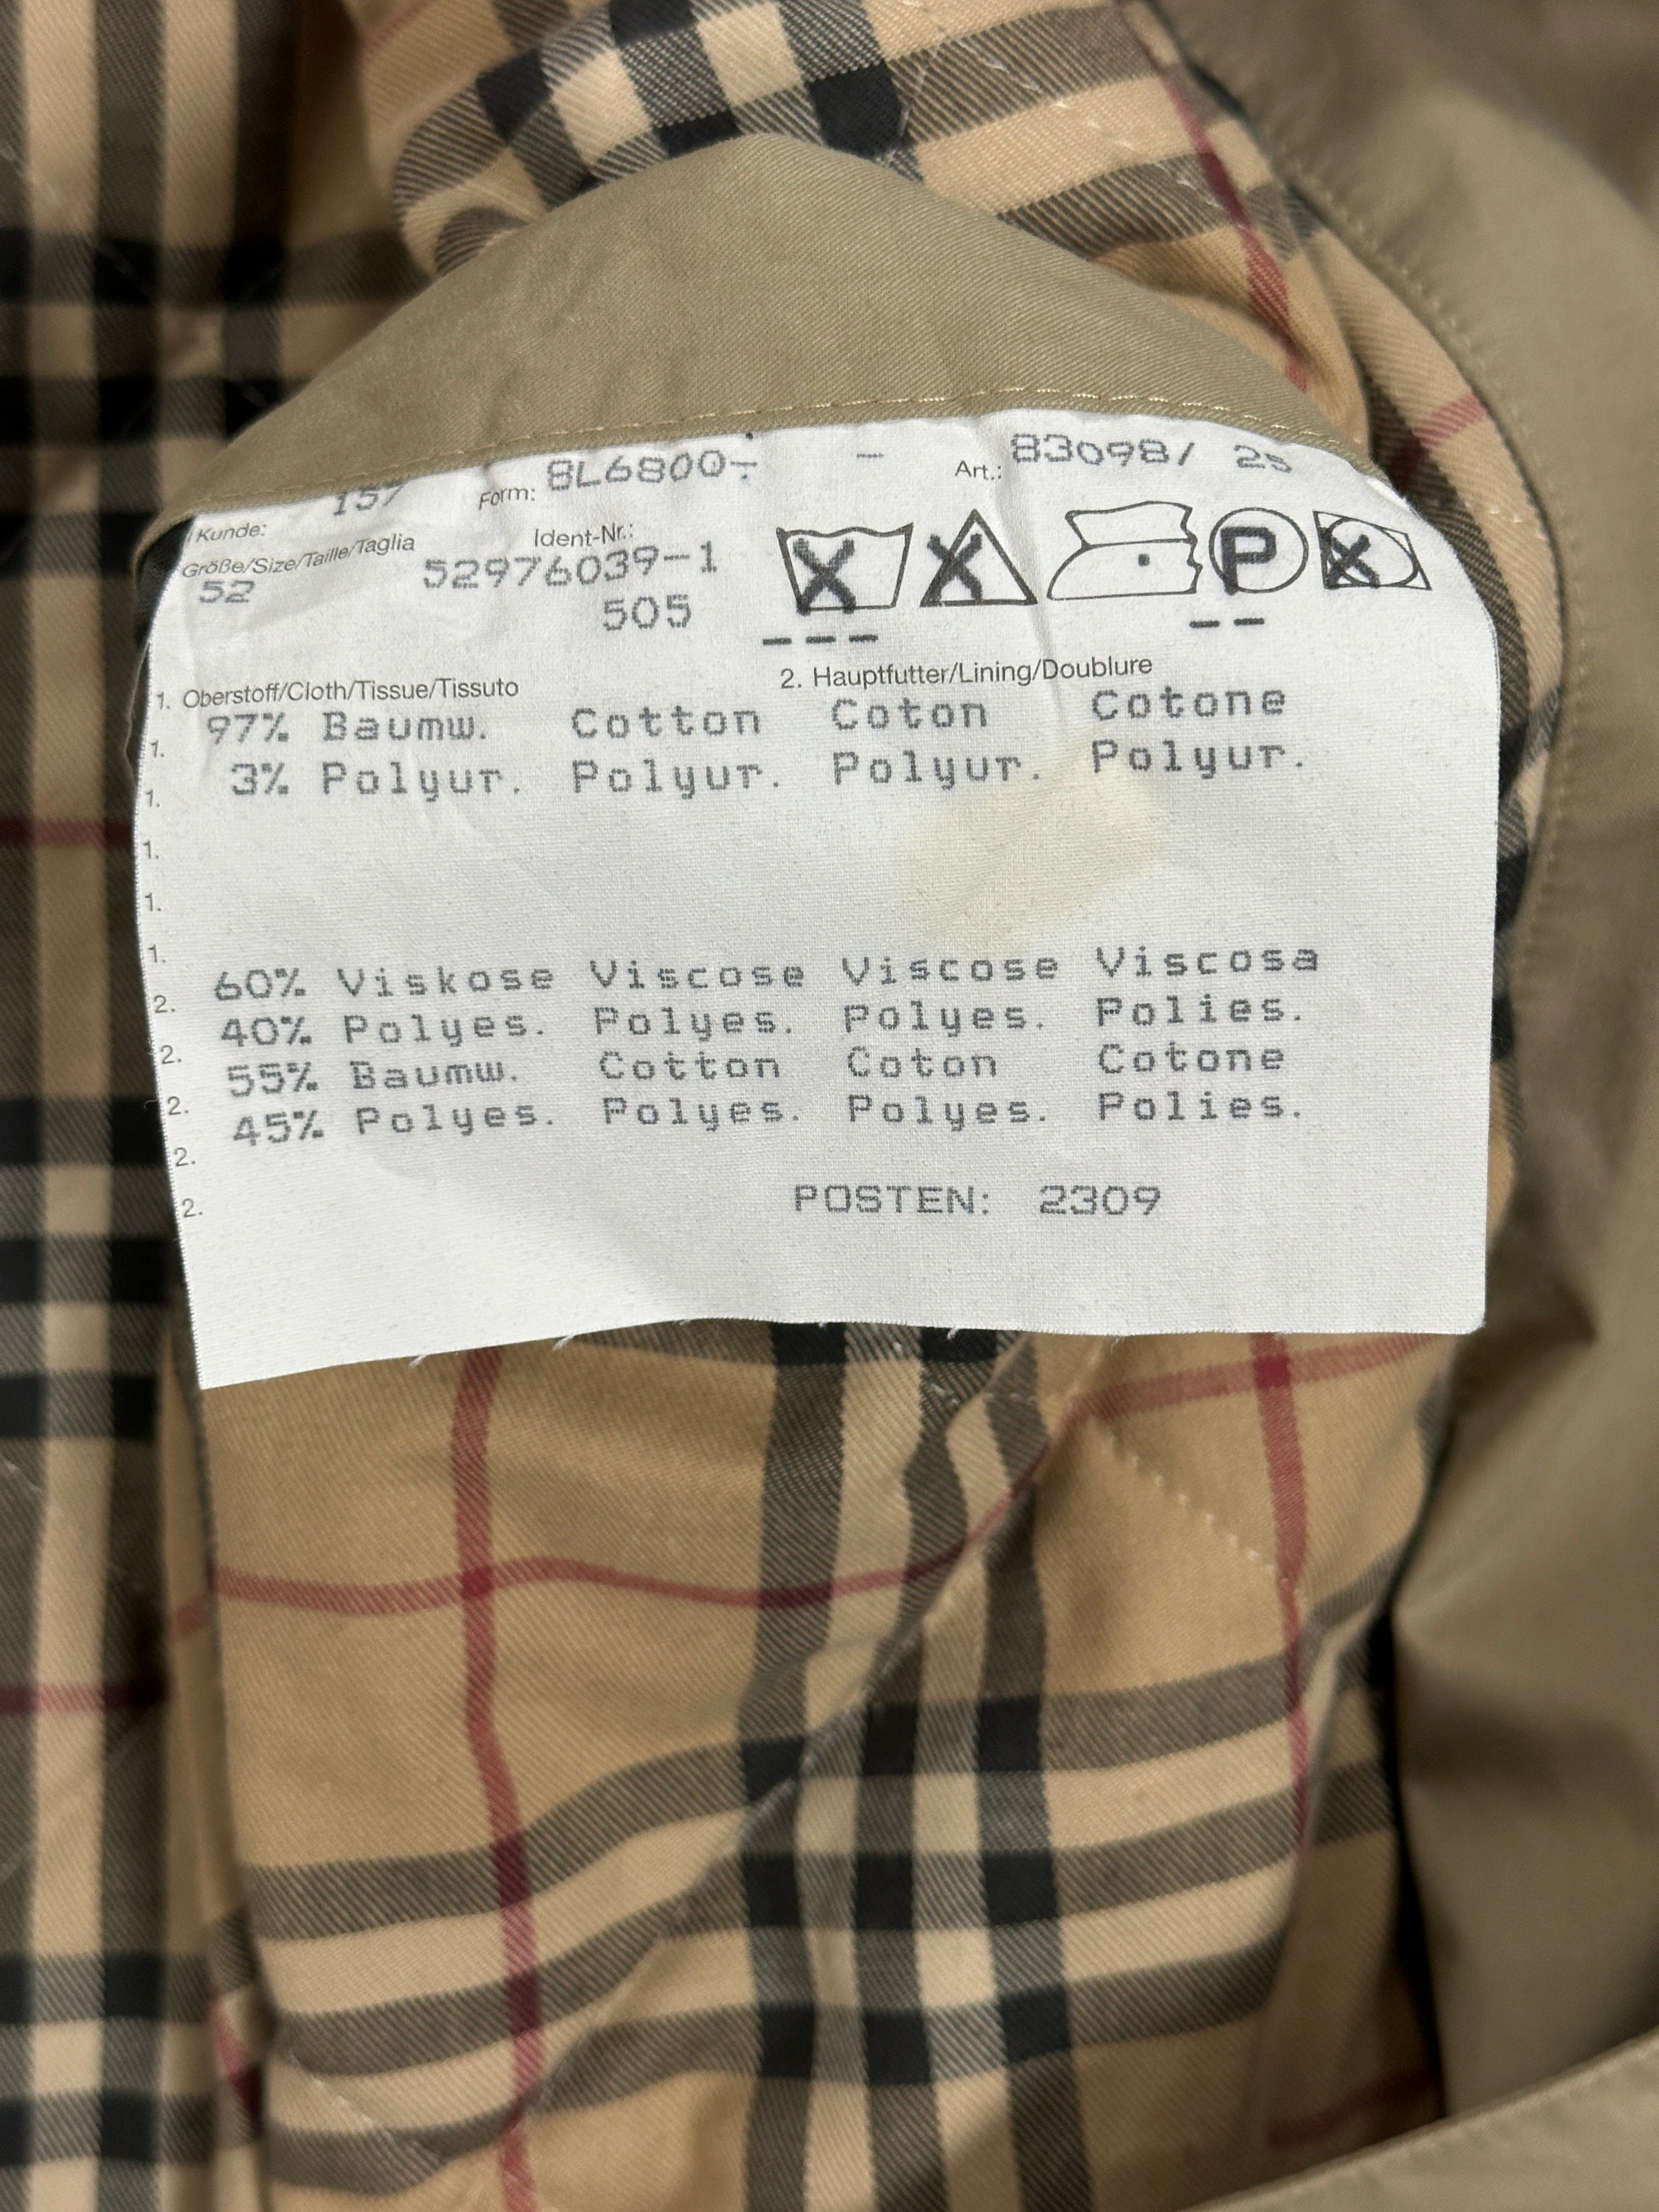 Kunde: 157 Form: 8L6800-. - Art.: 83098/ 25
Größe/Size/Taille/Taglia Ident-Nr.:
52 52976039-1
505
1. Oberstoff/Cloth/Tissue/Tissuto 2. Hauptfutter/Lining/Doublure
1. 97% Baumw. Cotton Coton Cotone
1. 3% Polyur. Polyur. Polyur. Polyur.
1.
1.
1.
2. 60% Viskose Viscose Viscose Viscosa
2. 40% Polyes. Polyes. Polyes. Polies.
2. 55% Baumw. Cotton Coton Cotone
2. 45% Polyes. Polyes. Polyes. Polies.
2.
P
POSTEN: 2309